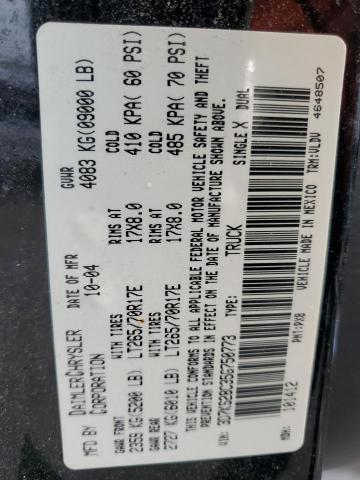 MFD BY DAIMLERCHRYSLER DATE OF MFR GVWR
CORPORATION 10-04 4083 KG(09000 LB)
GAWR FRONT WITH TIRES RIMS AT COLD
2359 KG(5200 LB) LT265/70R17E 17X8.0 410 KPA( 60 PSI)
GAWR REAR WITH TIRES RIMS AT COLD
2727 KG(6010 LB) LT265/70R17E 17X8.0 485 KPA( 70 PSI)
THIS VEHICLE CONFORMS TO ALL APPLICABLE FEDERAL MOTOR VEHICLE SAFETY AND THEFT
PREVENTION STANDARDS IN EFFECT ON THE DATE OF MANUFACTURE SHOWN ABOVE.
VIN: 3D7KS28C35G750773 TYPE: TRUCK SINGLE X DUAL
MDH: 101412 PNT:PX8 VEHICLE MADE IN MEXICO TRM:VLDV 4648507